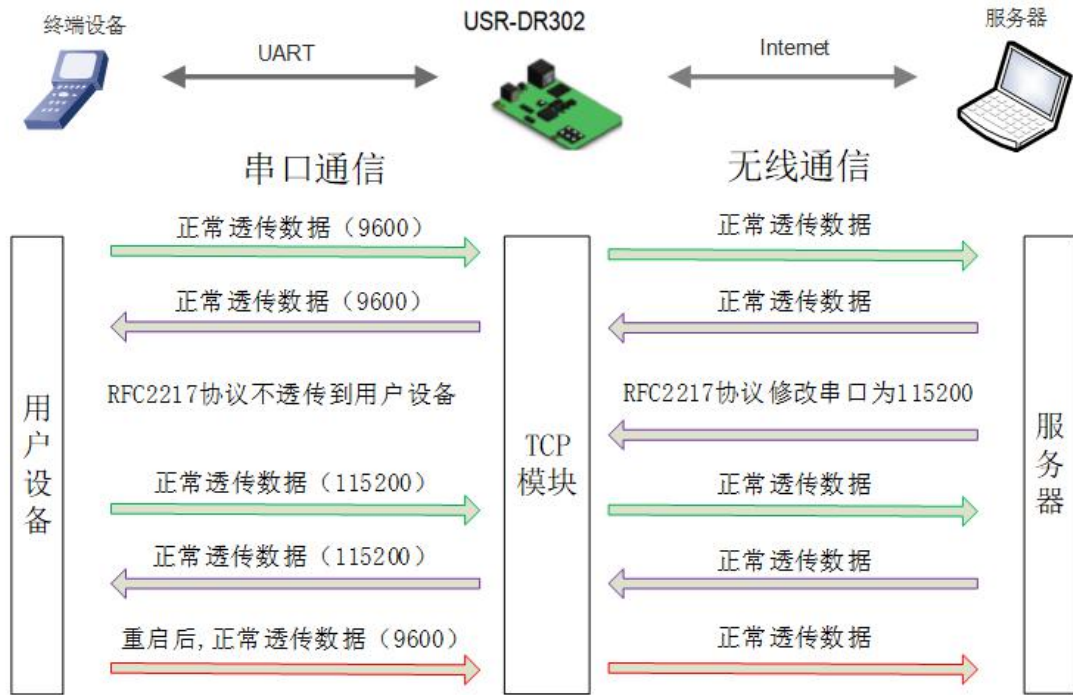 终端设备
USR-DR302
服务器
UART
Internet
串口通信
无线通信
正常透传数据（9600）
正常透传数据
正常透传数据（9600）
正常透传数据
RFC2217协议不透传到用户设备
RFC2217协议修改串口为115200
用户设备
TCP
模块
服务器
正常透传数据（115200）
正常透传数据
正常透传数据（115200）
正常透传数据
重启后,正常透传数据（9600）
正常透传数据